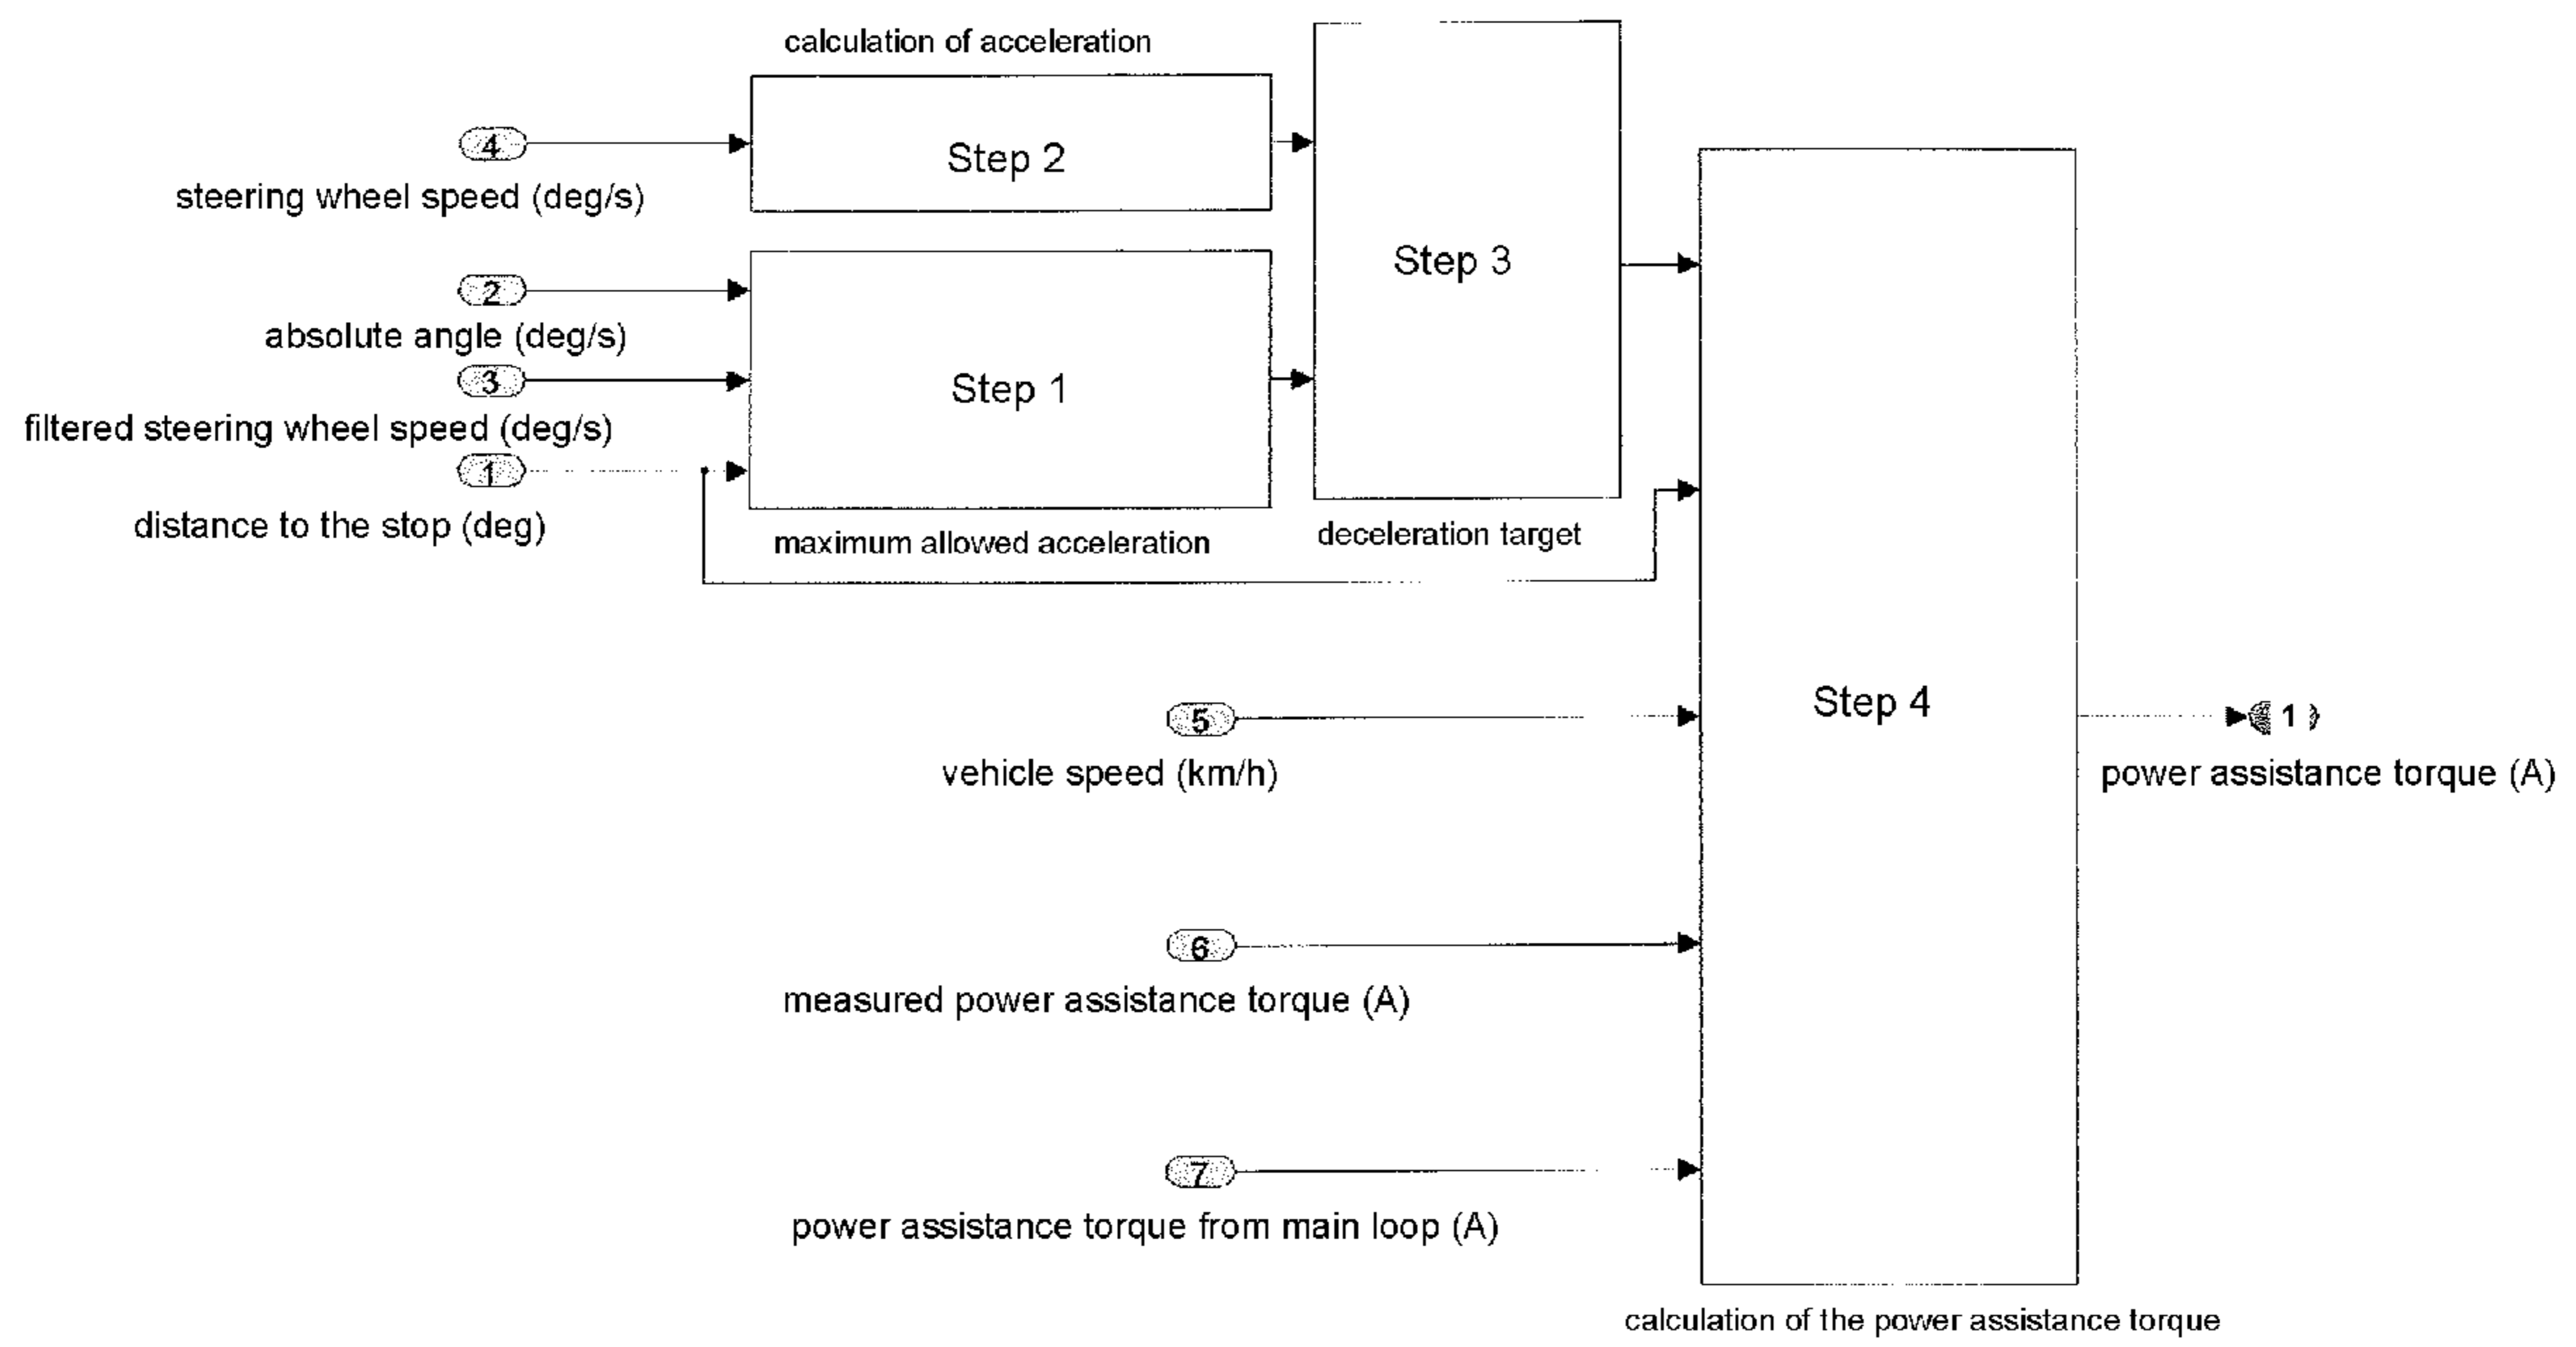 calculation of acceleration
4
Step 2
steering wheel speed (deg/s)
Step 3
2
absolute angle (deg/s)
3
Step 1
filtered steering wheel speed (deg/s)
1
distance to the stop (deg)
maximum allowed acceleration
deceleration target
Step 4
5
vehicle speed (km/h)
1
power assistance torque (A)
6
measured power assistance torque (A)
7
power assistance torque from main loop (A)
calculation of the power assistance torque